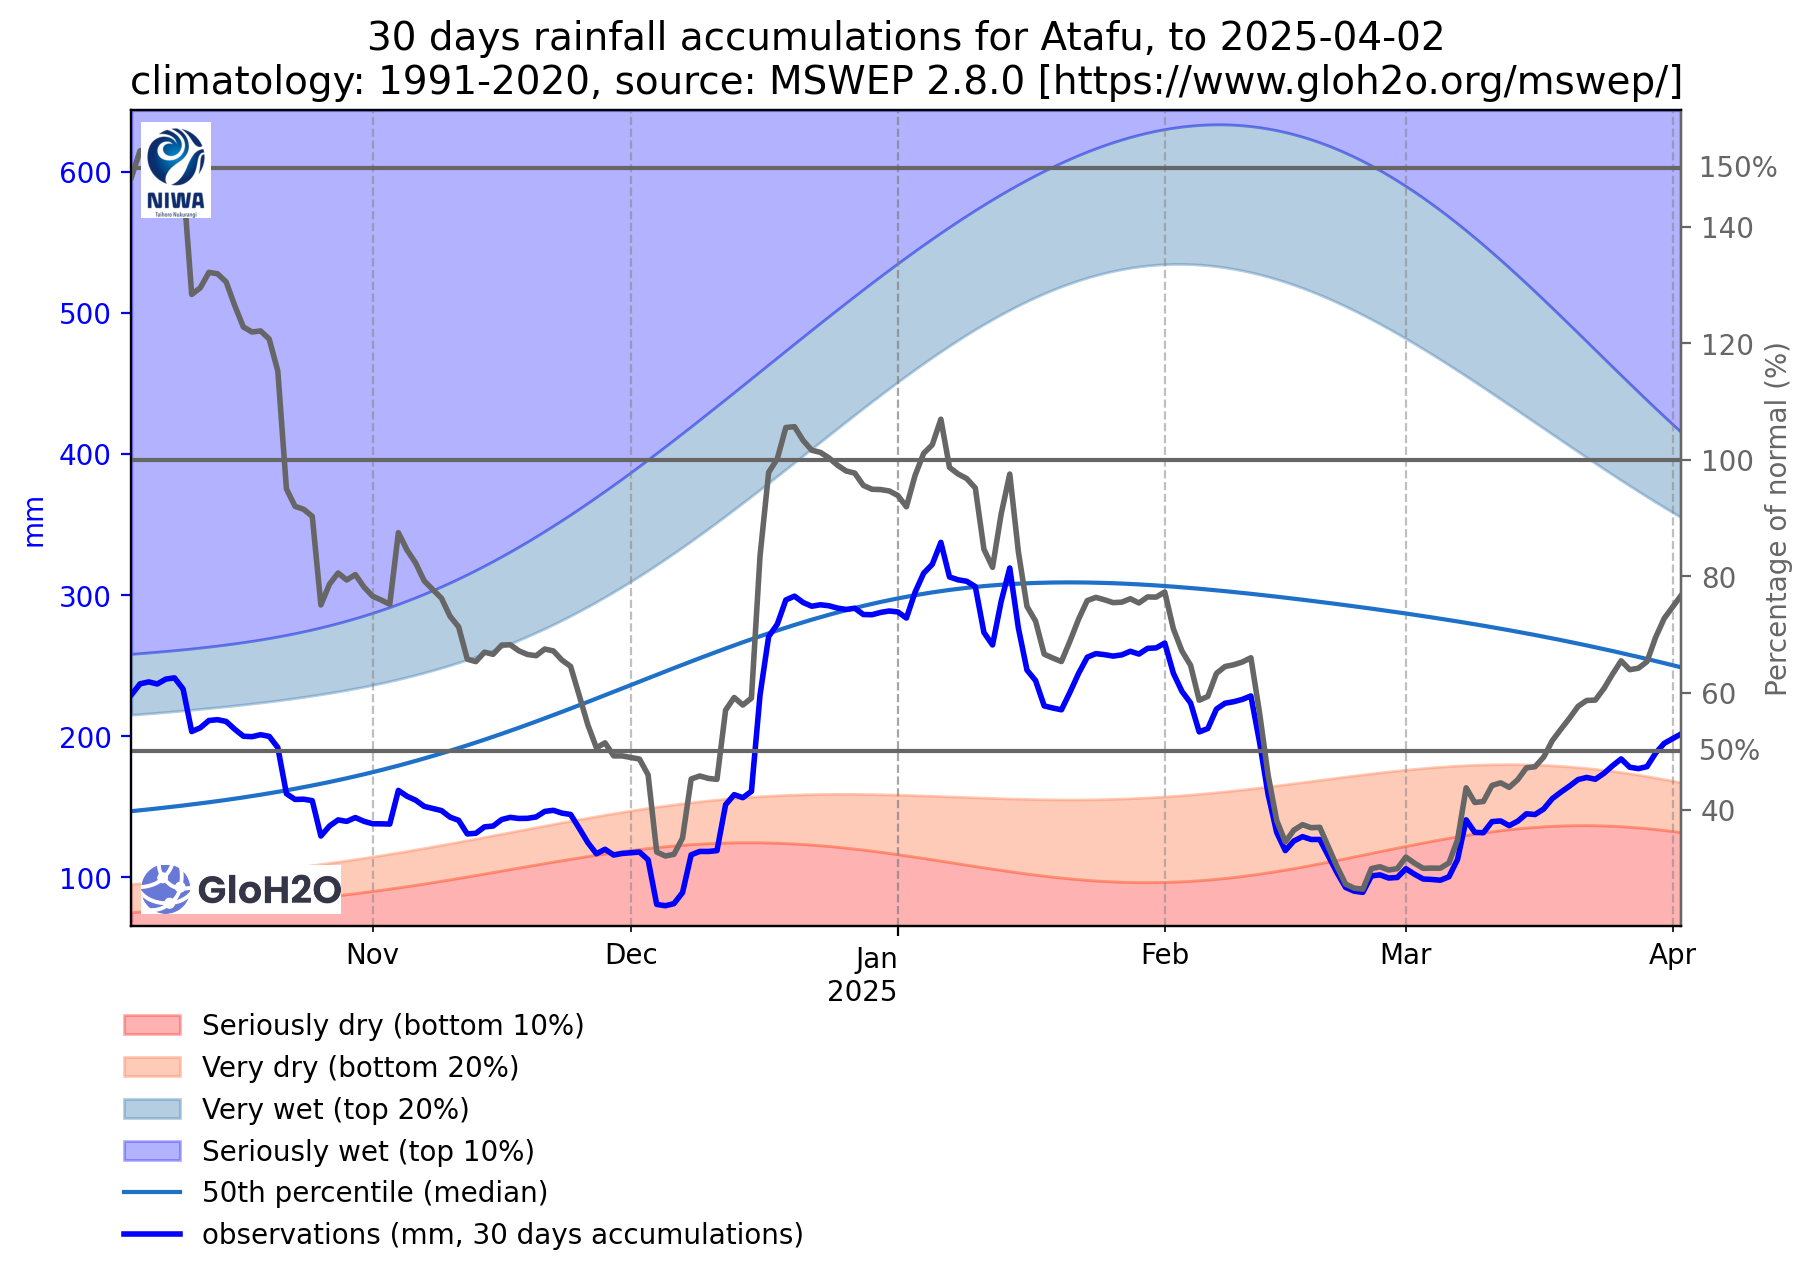 30 days rainfall accumulations for Atafu, to 2025-04-02
climatology: 1991-2020, source: MSWEP 2.8.0 [https://www.gloh2o.org/mswep/]
NIWA
Taihoro Nukurangi
600
500
400
300
200
100
mm
150%
140
120
100
80
60
50%
40
Percentage of normal (%)
GloH2O
Nov
Dec
Jan
2025
Feb
Mar
Apr
Seriously dry (bottom 10%)
Very dry (bottom 20%)
Very wet (top 20%)
Seriously wet (top 10%)
50th percentile (median)
observations (mm, 30 days accumulations)